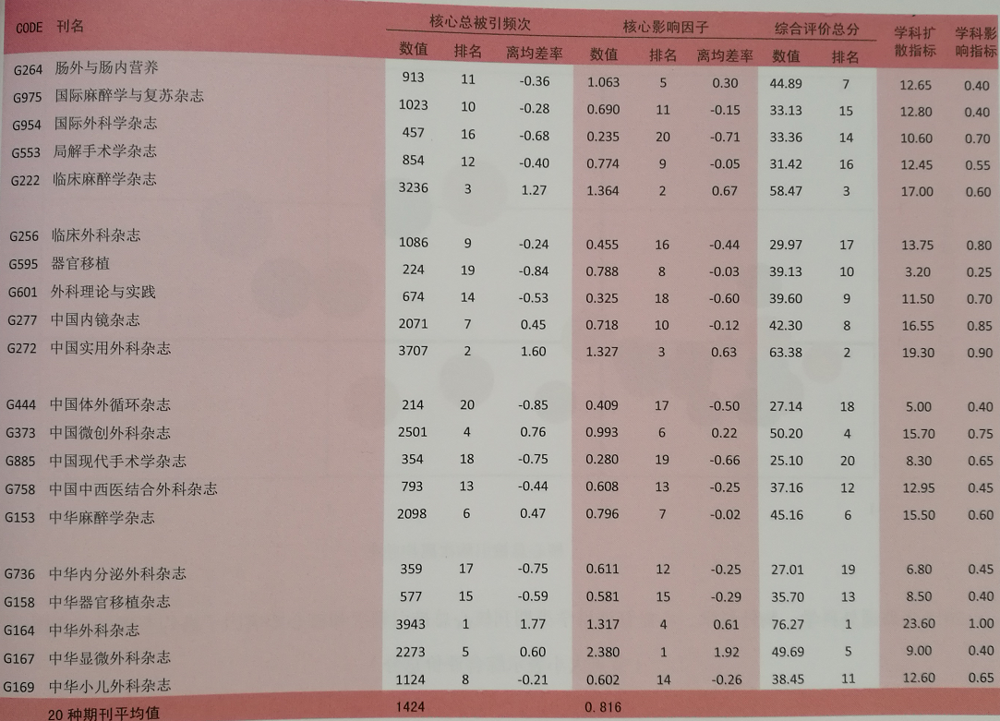 CODE 刊名 核心总被引频次 核心影响因子 综合评价总分 学科扩散指标 学科影响指标
数值 排名 离均差率 数值 排名 离均差率 数值 排名
G264 肠外与肠内营养 913 11 -0.36 1.063 5 0.30 44.89 7 12.65 0.40
G975 国际麻醉学与复苏杂志 1023 10 -0.28 0.690 11 -0.15 33.13 15 12.80 0.40
G954 国际外科学杂志 457 16 -0.68 0.235 20 -0.71 33.36 14 10.60 0.70
G553 局解手术学杂志 854 12 -0.40 0.774 9 -0.05 31.42 16 12.45 0.55
G222 临床麻醉学杂志 3236 3 1.27 1.364 2 0.67 58.47 3 17.00 0.60
G256 临床外科杂志 1086 9 -0.24 0.455 16 -0.44 29.97 17 13.75 0.80
G595 器官移植 224 19 -0.84 0.788 8 -0.03 39.13 10 3.20 0.25
G601 外科理论与实践 674 14 -0.53 0.325 18 -0.60 39.60 9 11.50 0.70
G277 中国内镜杂志 2071 7 0.45 0.718 10 -0.12 42.30 8 16.55 0.85
G272 中国实用外科杂志 3707 2 1.60 1.327 3 0.63 63.38 2 19.30 0.90
G444 中国体外循环杂志 214 20 -0.85 0.409 17 -0.50 27.14 18 5.00 0.40
G373 中国微创外科杂志 2501 4 0.76 0.993 6 0.22 50.20 4 15.70 0.75
G885 中国现代手术学杂志 354 18 -0.75 0.280 19 -0.66 25.10 20 8.30 0.65
G758 中国中西医结合外科杂志 793 13 -0.44 0.608 13 -0.25 37.16 12 12.95 0.45
G153 中华麻醉学杂志 2098 6 0.47 0.796 7 -0.02 45.16 6 15.50 0.60
G736 中华内分泌外科杂志 359 17 -0.75 0.611 12 -0.25 27.01 19 6.80 0.45
G158 中华器官移植杂志 577 15 -0.59 0.581 15 -0.29 35.70 13 8.50 0.40
G164 中华外科杂志 3943 1 1.77 1.317 4 0.61 76.27 1 23.60 1.00
G167 中华显微外科杂志 2273 5 0.60 2.380 1 1.92 49.69 5 9.00 0.40
G169 中华小儿外科杂志 1124 8 -0.21 0.602 14 -0.26 38.45 11 12.60 0.65
20 种期刊平均值 1424 0.816